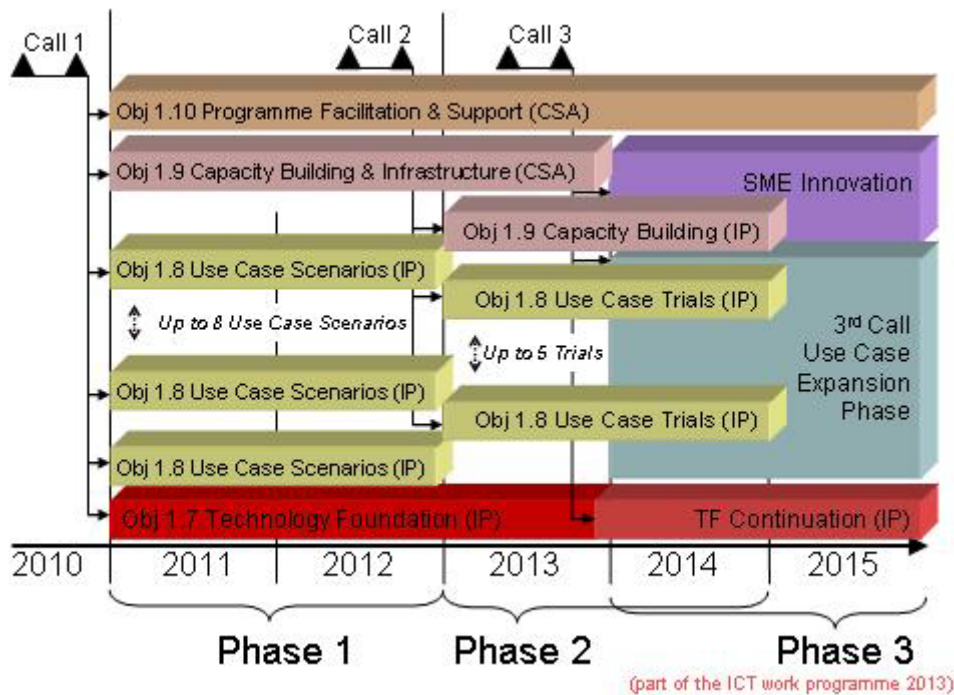 Call 1
Call 2
Call 3
Obj 1.10 Programme Facilitation & Support (CSA)
Obj 1.9 Capacity Building & Infrastructure (CSA)
SME Innovation
Obj 1.9 Capacity Building (IP)
Obj 1.8 Use Case Scenarios (IP)
Obj 1.8 Use Case Trials (IP)
Up to 8 Use Case Scenarios
Up to 5 Trials
3rd Call
Use Case
Expansion
Phase
Obj 1.8 Use Case Scenarios (IP)
Obj 1.8 Use Case Trials (IP)
Obj 1.8 Use Case Scenarios (IP)
Obj 1.7 Technology Foundation (IP)
TF Continuation (IP)
2010 2011 2012 2013 2014 2015
Phase 1 Phase 2 Phase 3
(part of the ICT work programme 2013)